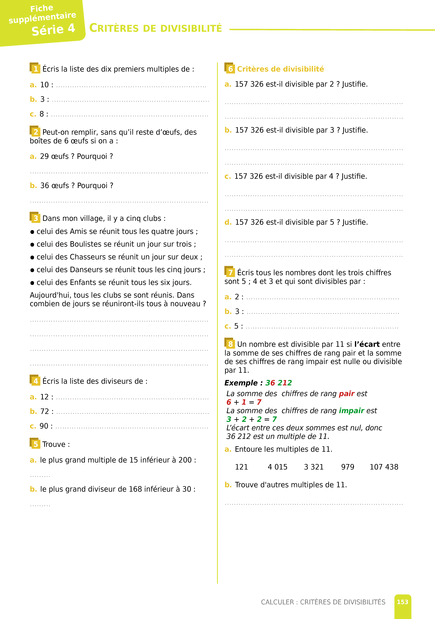 Fiche
supplémentaire
Série 4
CRITÈRES DE DIVISIBILITÉ
1 Écris la liste des dix premiers multiples de :
a. 10 :
b. 3 :
c. 8 :
2 Peut-on remplir, sans qu'il reste d'œufs, des
boîtes de 6 œufs si on a :
a. 29 œufs ? Pourquoi ?
b. 36 œufs ? Pourquoi ?
3 Dans mon village, il y a cinq clubs :
● celui des Amis se réunit tous les quatre jours ;
● celui des Boulistes se réunit un jour sur trois ;
● celui des Chasseurs se réunit un jour sur deux ;
● celui des Danseurs se réunit tous les cinq jours ;
● celui des Enfants se réunit tous les six jours.
Aujourd'hui, tous les clubs se sont réunis. Dans
combien de jours se réuniront-ils tous à nouveau ?
4 Écris la liste des diviseurs de :
a. 12 :
b. 72 :
c. 90 :
5 Trouve :
a. le plus grand multiple de 15 inférieur à 200 :
b. le plus grand diviseur de 168 inférieur à 30 :
6 Critères de divisibilité
a. 157 326 est-il divisible par 2 ? Justifie.
b. 157 326 est-il divisible par 3 ? Justifie.
c. 157 326 est-il divisible par 4 ? Justifie.
d. 157 326 est-il divisible par 5 ? Justifie.
7 Écris tous les nombres dont les trois chiffres
sont 5 ; 4 et 3 et qui sont divisibles par :
a. 2 :
b. 3 :
c. 5 :
8 Un nombre est divisible par 11 si l'écart entre
la somme de ses chiffres de rang pair et la somme
de ses chiffres de rang impair est nulle ou divisible
par 11.
Exemple : 36 212
La somme des chiffres de rang pair est
6 + 1 = 7
La somme des chiffres de rang impair est
3 + 2 + 2 = 7
L'écart entre ces deux sommes est nul, donc
36 212 est un multiple de 11.
a. Entoure les multiples de 11.
121 4 015 3 321 979 107 438
b. Trouve d'autres multiples de 11.
CALCULER : CRITÈRES DE DIVISIBILITÉS 153